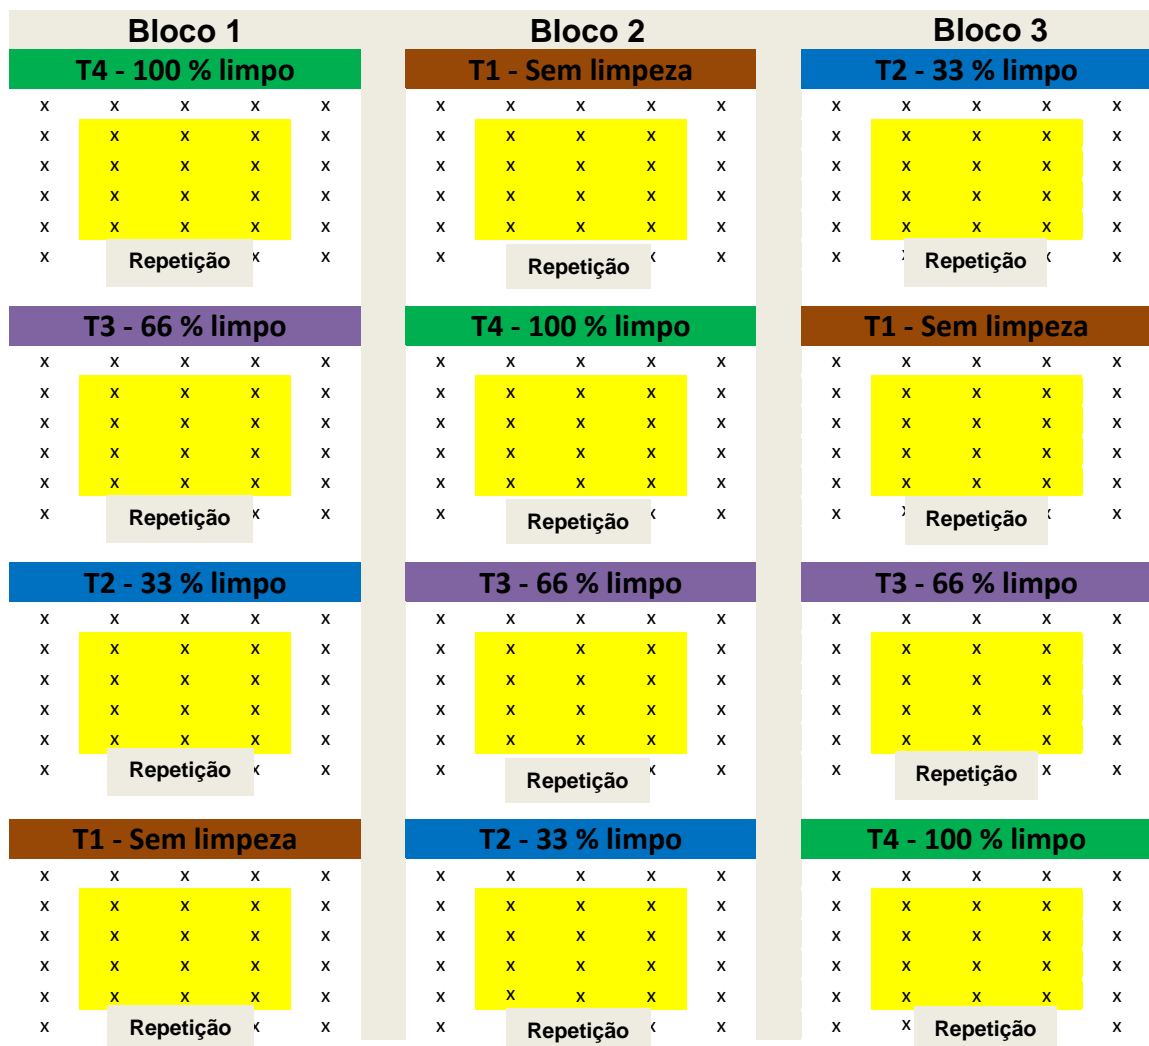 Bloco 1 Bloco 2 Bloco 3
T4 - 100 % limpo T1 - Sem limpeza T2 - 33 % limpo
x x x x x x x x x x x x x x x
x x x x x x x x x x x x x x x
x x x x x x x x x x x x x x x
x x x x x x x x x x x x x x x
x x x x x x x x x x x x x x x
x Repetição x x x Repetição x x x Repetição x x
T3 - 66 % limpo T4 - 100 % limpo T1 - Sem limpeza
x x x x x x x x x x x x x x x
x x x x x x x x x x x x x x x
x x x x x x x x x x x x x x x
x x x x x x x x x x x x x x x
x x x x x x x x x x x x x x x
x Repetição x x x Repetição x x x Repetição x x
T2 - 33 % limpo T3 - 66 % limpo T3 - 66 % limpo
x x x x x x x x x x x x x x x
x x x x x x x x x x x x x x x
x x x x x x x x x x x x x x x
x x x x x x x x x x x x x x x
x x x x x x x x x x x x x x x
x Repetição x x x Repetição x x x Repetição x x
T1 - Sem limpeza T2 - 33 % limpo T4 - 100 % limpo
x x x x x x x x x x x x x x x
x x x x x x x x x x x x x x x
x x x x x x x x x x x x x x x
x x x x x x x x x x x x x x x
x x x x x x x x x x x x x x x
x Repetição x x x Repetição x x x x Repetição x